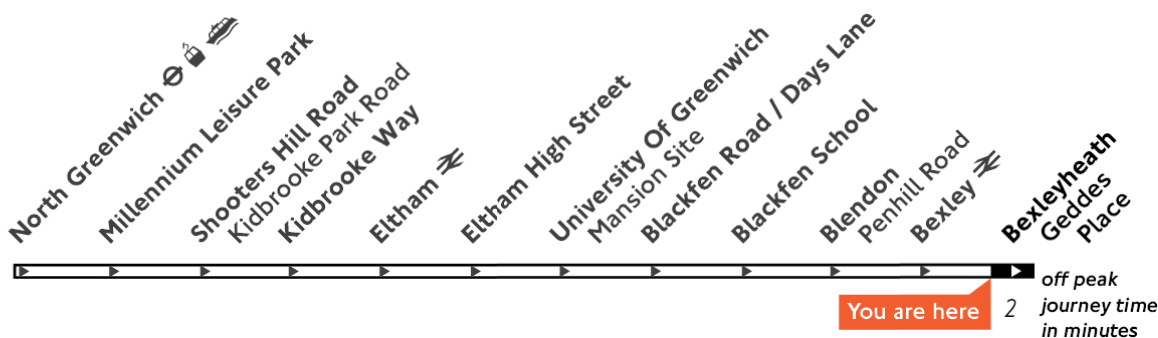 North Greenwich
Millennium Leisure Park
Shooters Hill Road
Kidbrooke Park Road
Kidbrooke Way
Eltham
Eltham High Street
University Of Greenwich
Mansion Site
Blackfen Road / Days Lane
Blackfen School
Blendon
Penhill Road
Bexley
Bexleyheath
Geddes
Place
You are here
2
off peak
journey time
in minutes